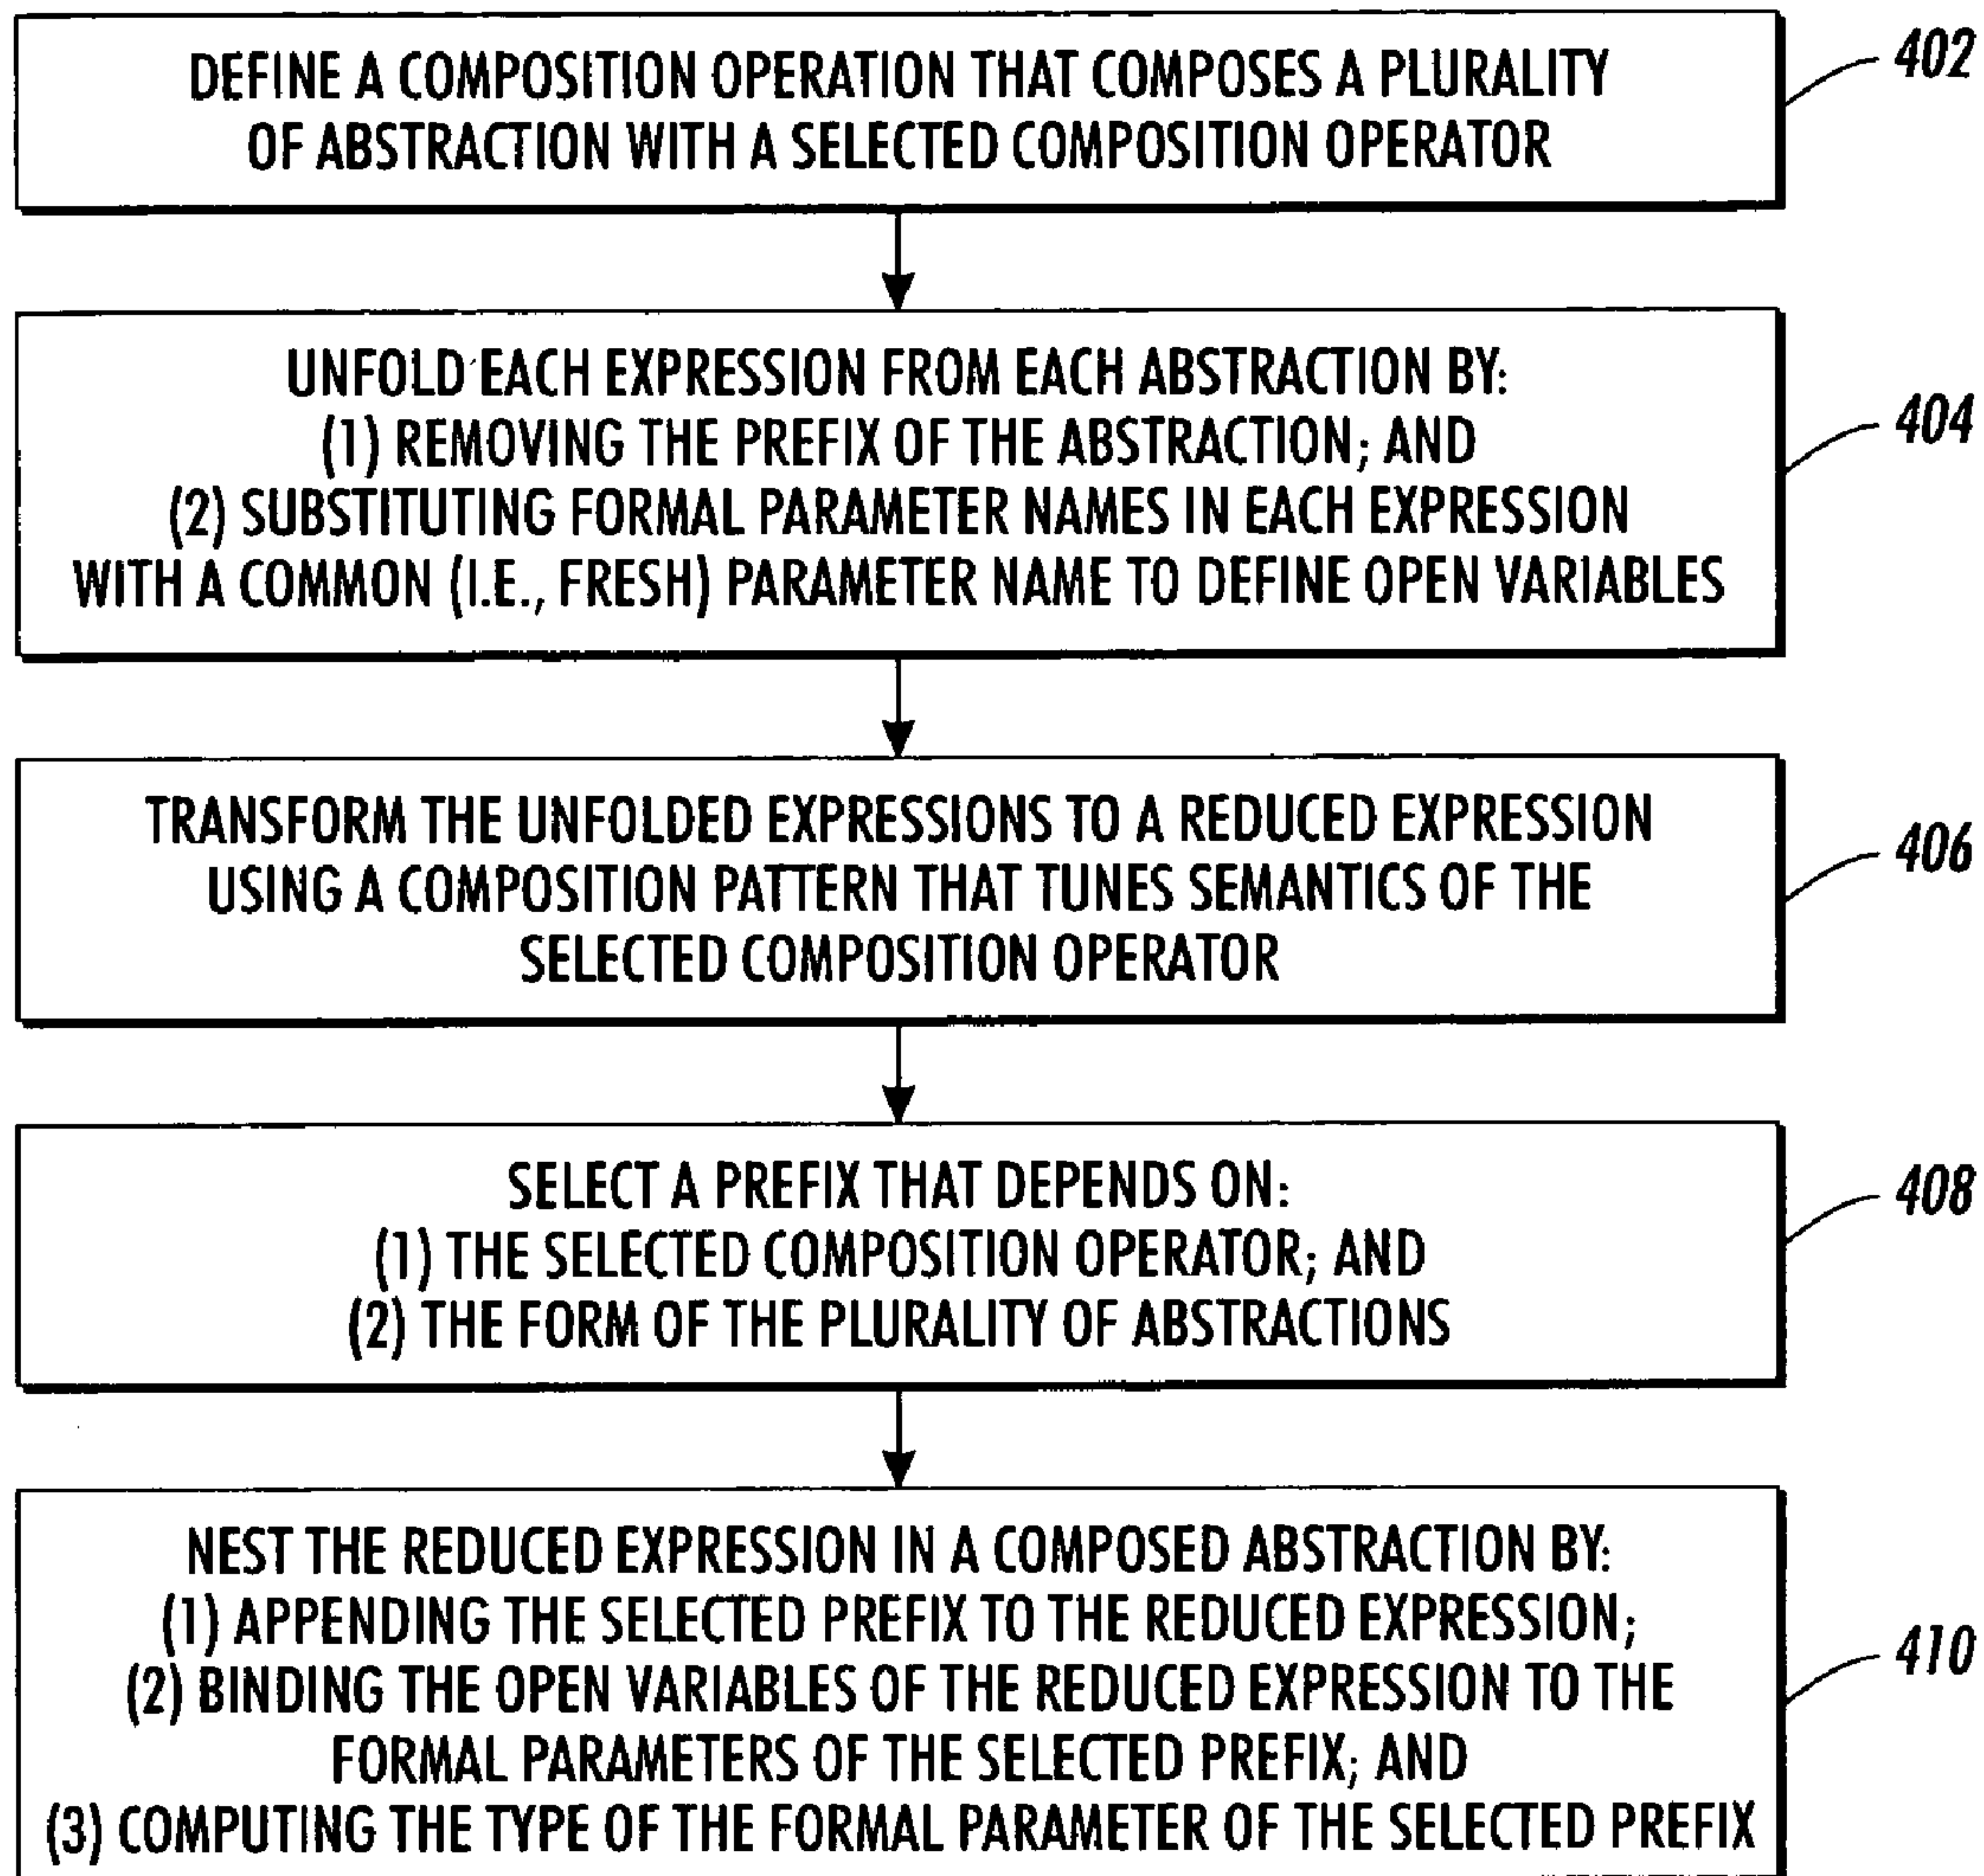 DEFINE A COMPOSITION OPERATION THAT COMPOSES A PLURALITY
OF ABSTRACTION WITH A SELECTED COMPOSITION OPERATOR
402
UNFOLD EACH EXPRESSION FROM EACH ABSTRACTION BY:
(1) REMOVING THE PREFIX OF THE ABSTRACTION; AND
(2) SUBSTITUTING FORMAL PARAMETER NAMES IN EACH EXPRESSION
WITH A COMMON (I.E., FRESH) PARAMETER NAME TO DEFINE OPEN VARIABLES
404
TRANSFORM THE UNFOLDED EXPRESSIONS TO A REDUCED EXPRESSION
USING A COMPOSITION PATTERN THAT TUNES SEMANTICS OF THE
SELECTED COMPOSITION OPERATOR
406
SELECT A PREFIX THAT DEPENDS ON:
(1) THE SELECTED COMPOSITION OPERATOR; AND
(2) THE FORM OF THE PLURALITY OF ABSTRACTIONS
408
NEST THE REDUCED EXPRESSION IN A COMPOSED ABSTRACTION BY:
(1) APPENDING THE SELECTED PREFIX TO THE REDUCED EXPRESSION;
(2) BINDING THE OPEN VARIABLES OF THE REDUCED EXPRESSION TO THE
FORMAL PARAMETERS OF THE SELECTED PREFIX; AND
(3) COMPUTING THE TYPE OF THE FORMAL PARAMETER OF THE SELECTED PREFIX
410